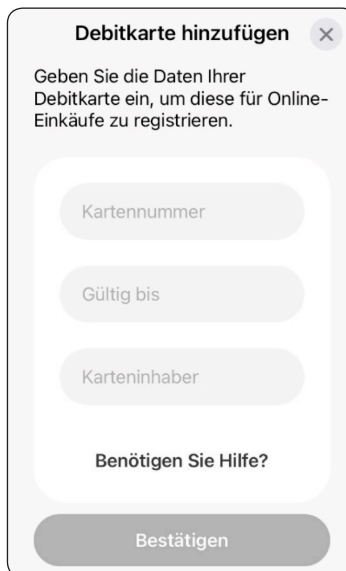 Debitkarte hinzufügen
Geben Sie die Daten Ihrer
Debitkarte ein, um diese für Online-
Einkäufe zu registrieren.
Kartennummer
Gültig bis
Karteninhaber
Benötigen Sie Hilfe?
Bestätigen